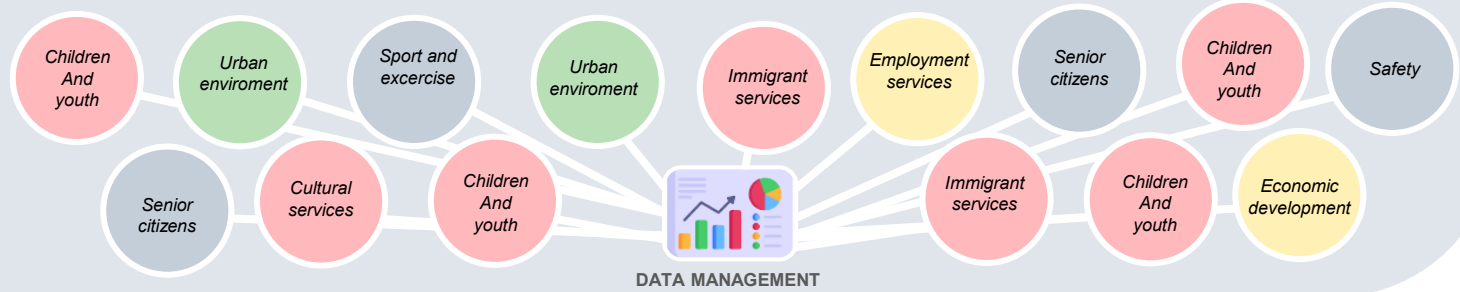 Children
And
youth
Urban
enviroment
Sport and
excercise
Urban
enviroment
Immigrant
services
Employment
services
Senior
citizens
Children
And
youth
Safety
Senior
citizens
Cultural
services
Children
And
youth
Immigrant
services
Children
And
youth
Economic
development
DATA MANAGEMENT